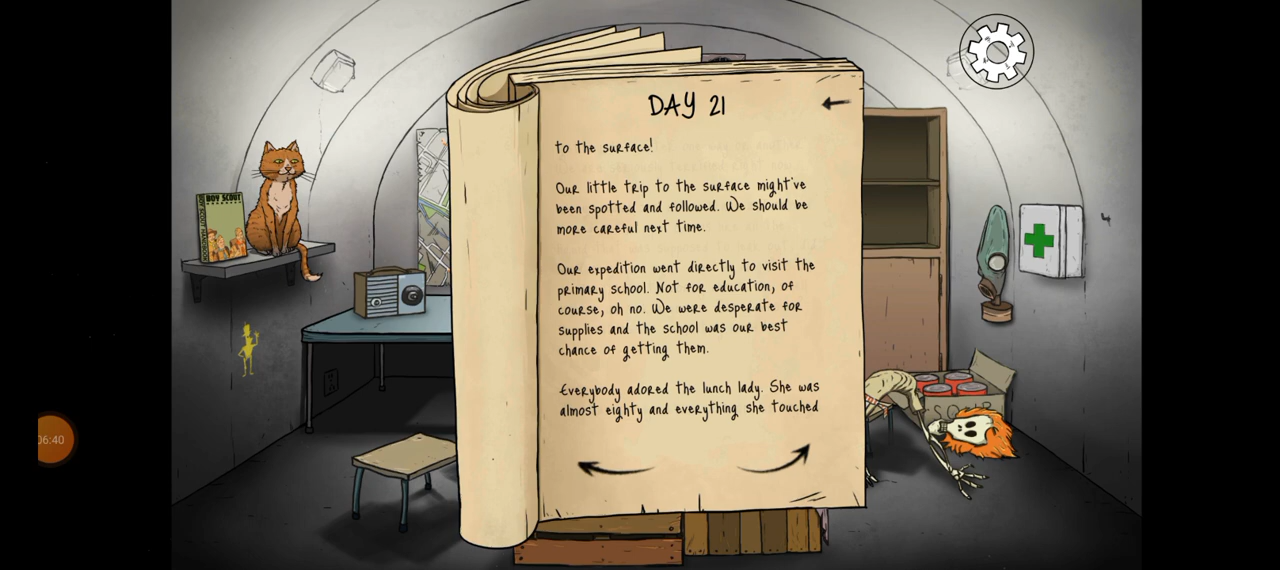 DAY 21
to the surface!
Our little trip to the surface might've
been spotted and followed. We should be
more careful next time.
Our expedition went directly to visit the
primary school. Not for education, of
course, oh no. We were desperate for
supplies and the school was our best
chance of getting them.
Everybody adored the lunch lady. She was
almost eighty and everything she touched
BOY SCOUT
SOUP
06:40